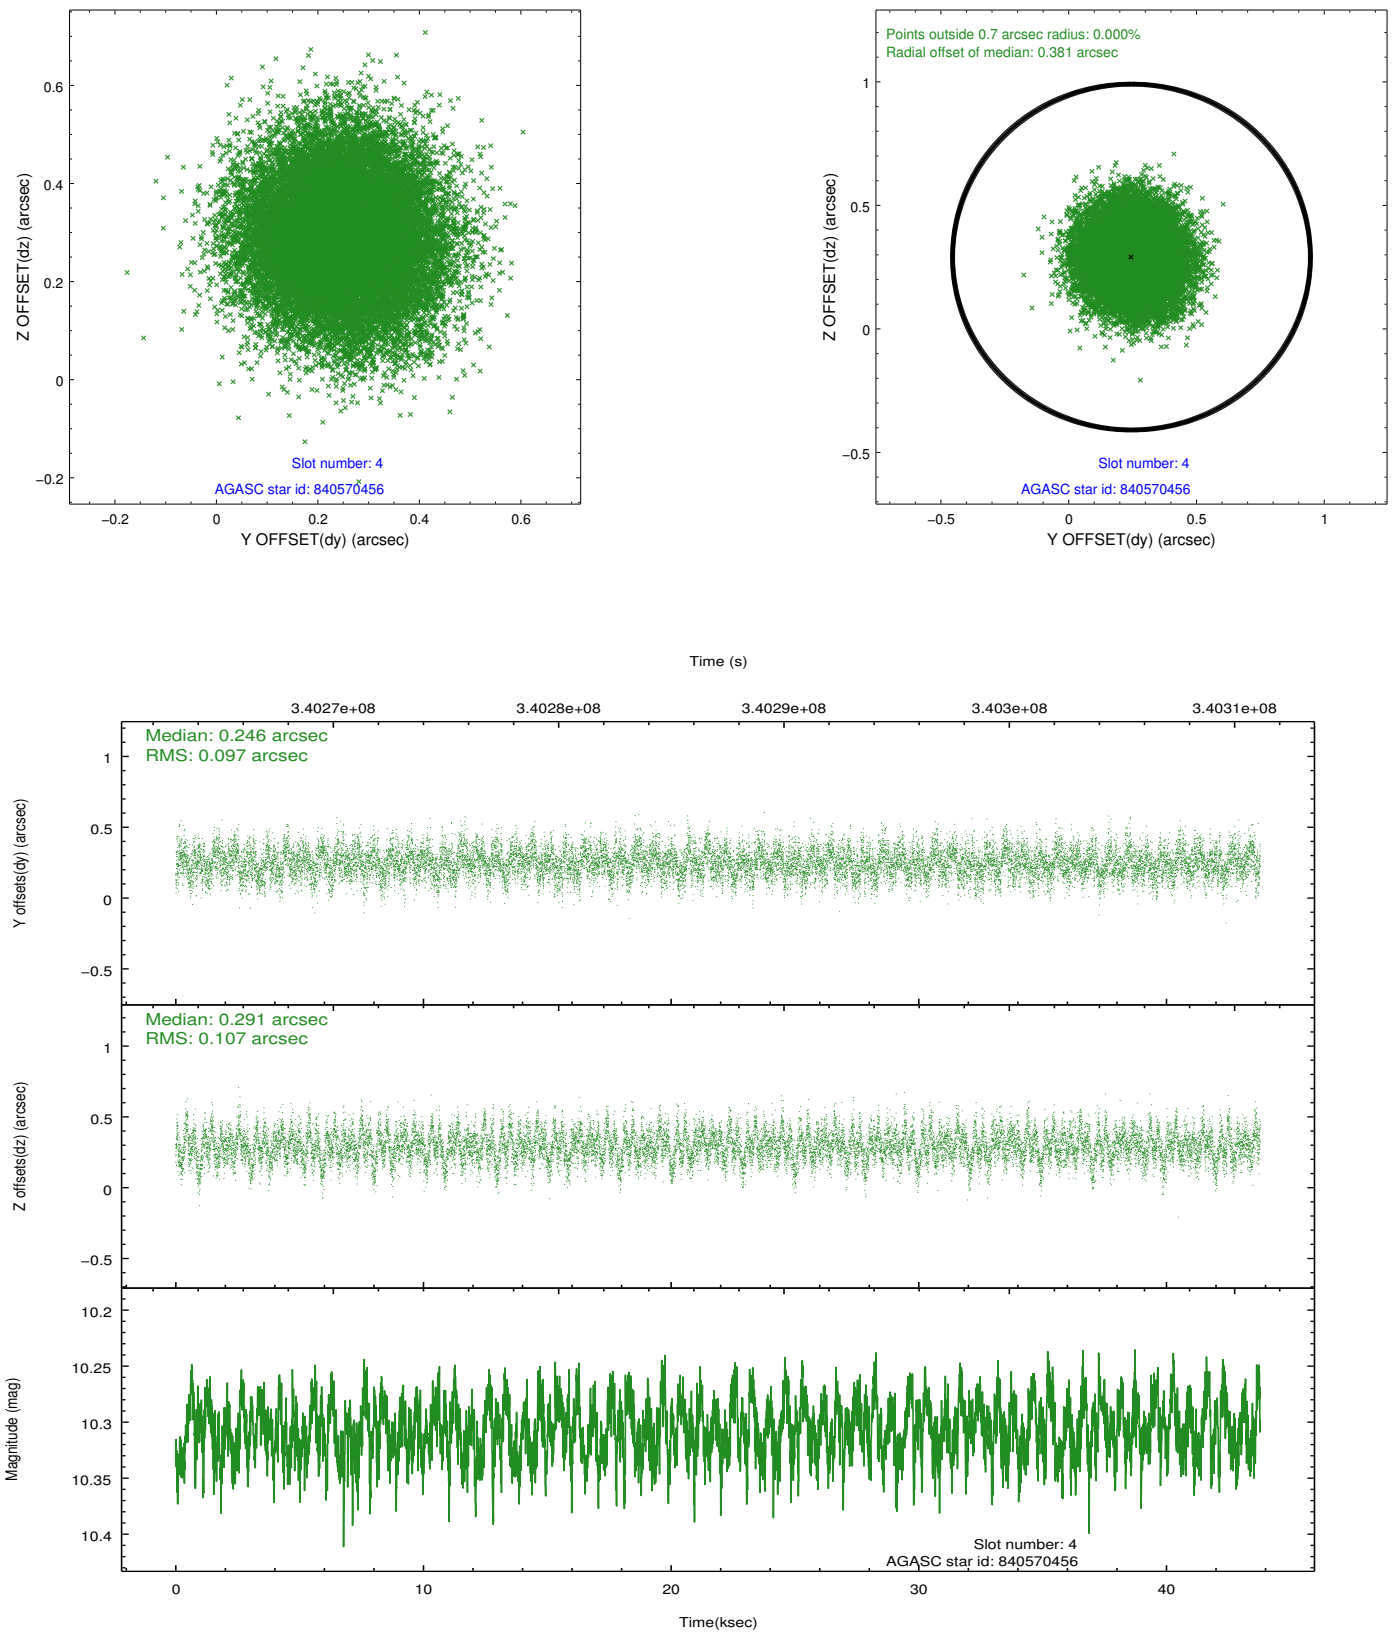 0.6
0.4
0.2
0
−0.2
Z OFFSET(dz) (arcsec)
Slot number: 4
AGASC star id: 840570456
−0.2
0
0.2
0.4
0.6
Y OFFSET(dy) (arcsec)
Points outside 0.7 arcsec radius: 0.000%
Radial offset of median: 0.381 arcsec
1
0.5
0
−0.5
Z OFFSET(dz) (arcsec)
Slot number: 4
AGASC star id: 840570456
−0.5
0
0.5
1
Y OFFSET(dy) (arcsec)
Time (s)
3.4027e+08
3.4028e+08
3.4029e+08
3.403e+08
3.4031e+08
Median: 0.246 arcsec
RMS: 0.097 arcsec
1
0.5
0
−0.5
Y offsets(dy) (arcsec)
Median: 0.291 arcsec
RMS: 0.107 arcsec
1
0.5
0
−0.5
Z offsets(dz) (arcsec)
10.2
10.25
10.3
10.35
10.4
Magnitude (mag)
Slot number: 4
AGASC star id: 840570456
0
10
20
30
40
Time(ksec)